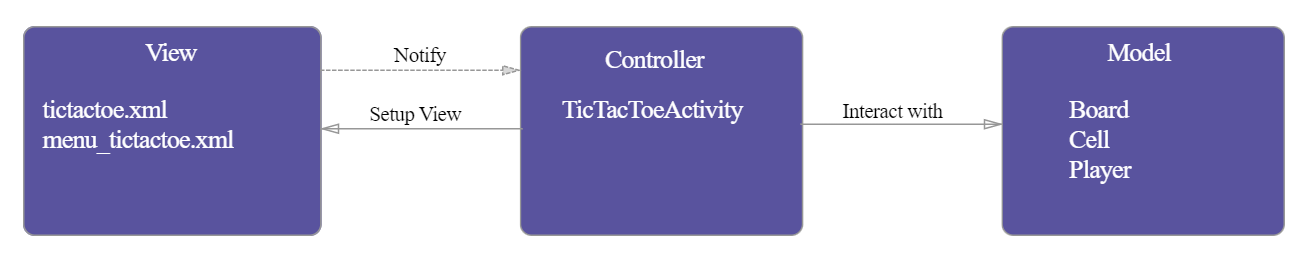 View
tictactoe.xml
menu_tictactoe.xml
Notify
Setup View
Controller
TicTacToeActivity
Interact with
Model
Board
Cell
Player